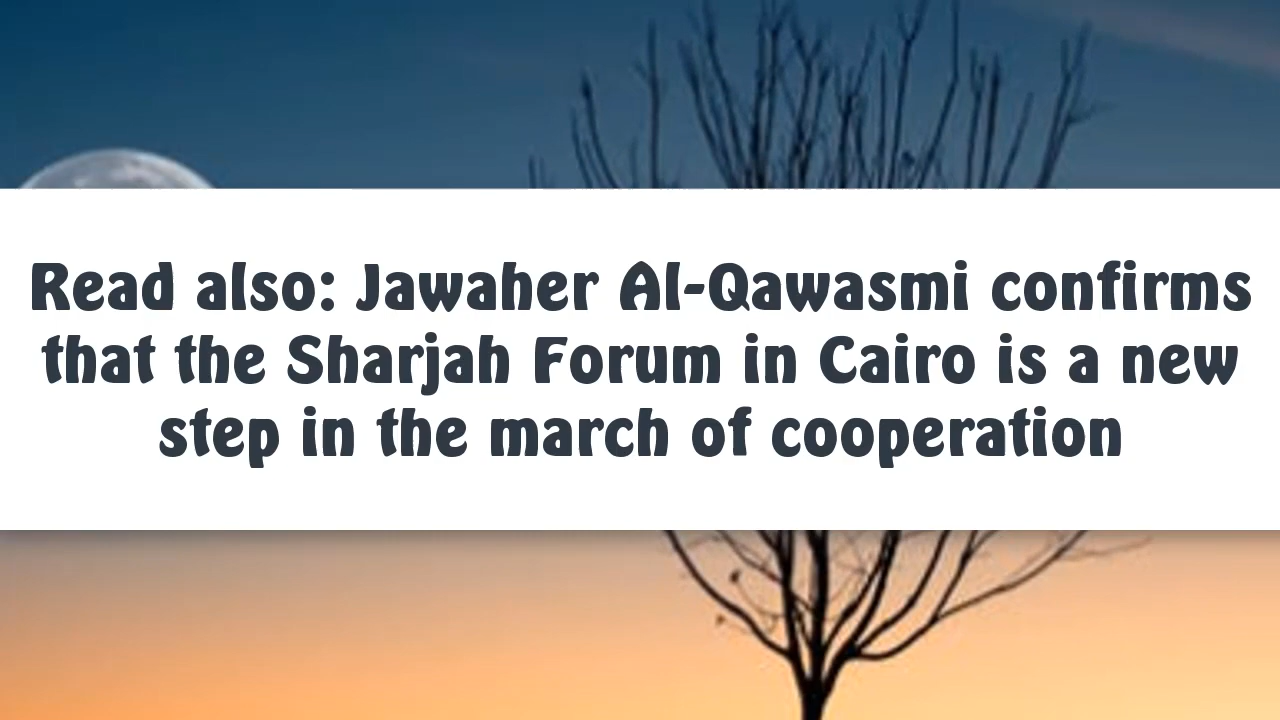 Read also: Jawaher Al-Qawasmi confirms
that the Sharjah Forum in Cairo is a new
step in the march of cooperation